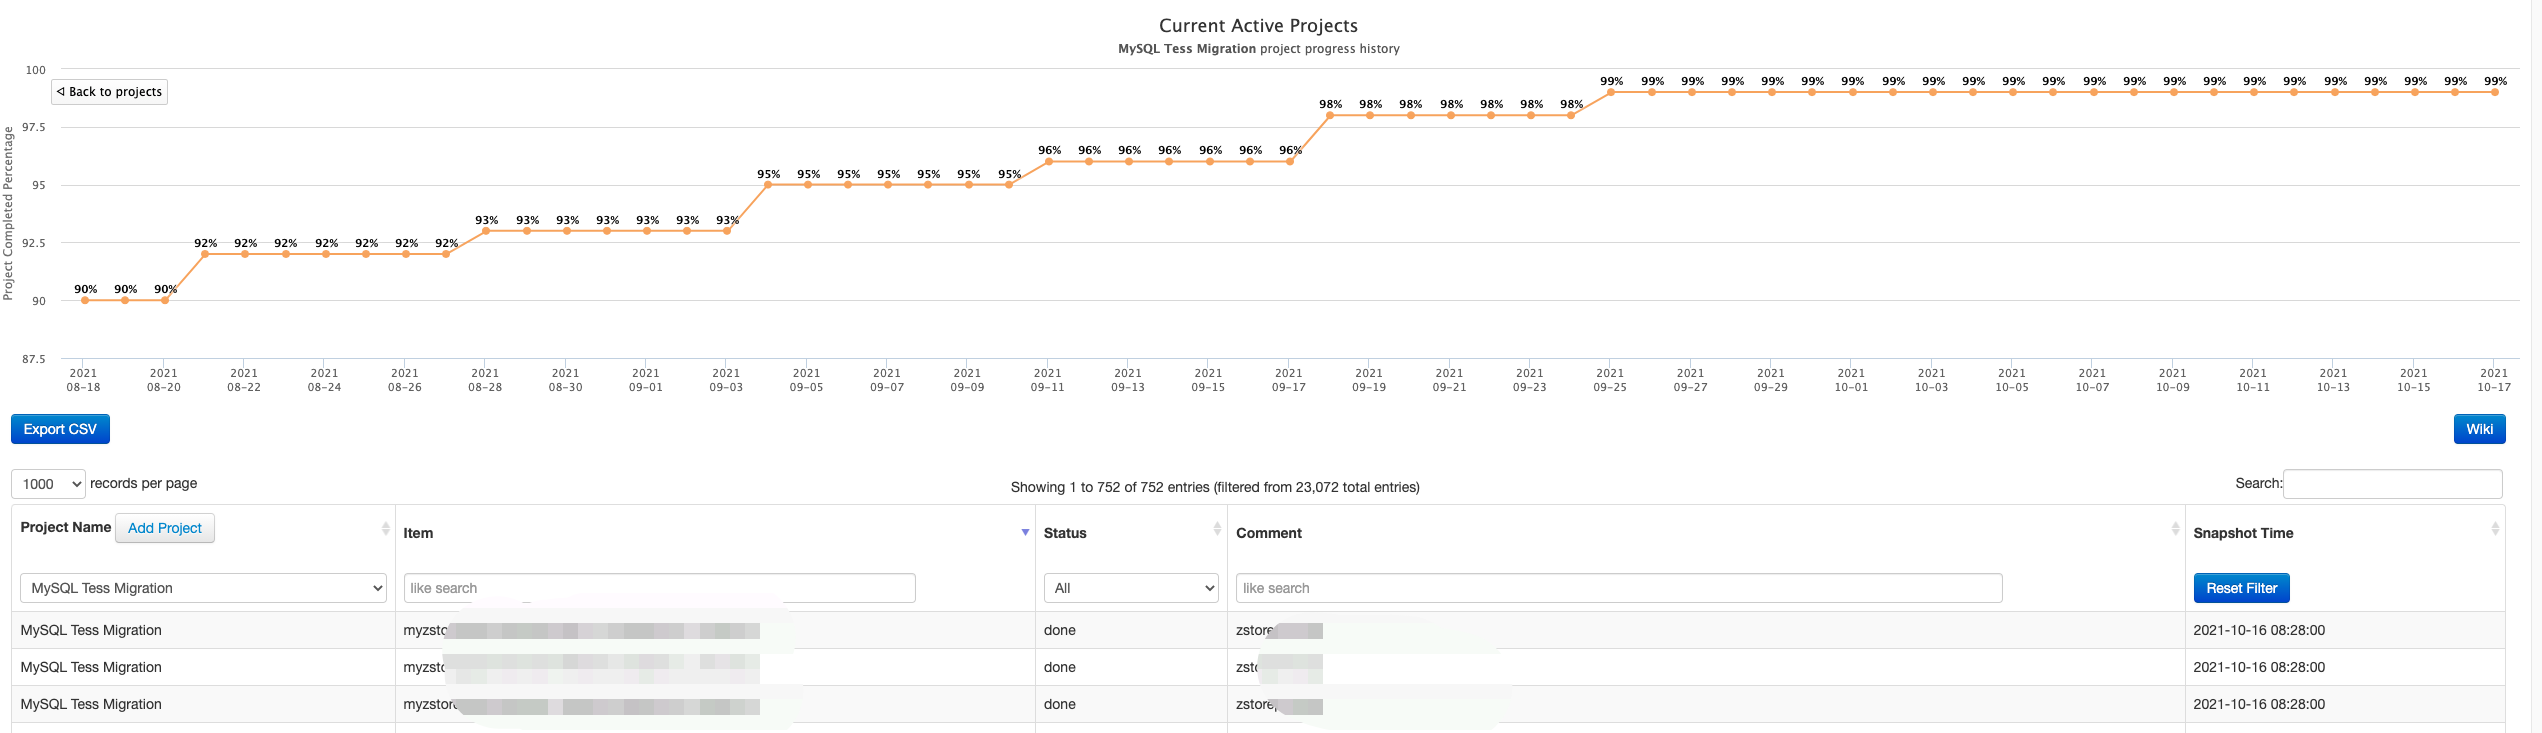 Current Active Projects
MySQL Tess Migration project progress history
Project Completed Percentage
100
97.5
95
92.5
90
87.5
◁ Back to projects
90% 90% 90% 92% 92% 92% 92% 92% 92% 92% 93% 93% 93% 93% 93% 93% 93% 95% 95% 95% 95% 95% 95% 95% 96% 96% 96% 96% 96% 96% 96% 98% 98% 98% 98% 98% 98% 98% 99% 99% 99% 99% 99% 99% 99% 99% 99% 99% 99% 99% 99% 99% 99% 99% 99% 99% 99% 99% 99% 99% 99%
2021 2021 2021 2021 2021 2021 2021 2021 2021 2021 2021 2021 2021 2021 2021 2021 2021 2021 2021 2021 2021 2021 2021 2021 2021 2021 2021 2021 2021 2021 2021
08-18 08-20 08-22 08-24 08-26 08-28 08-30 09-01 09-03 09-05 09-07 09-09 09-11 09-13 09-15 09-17 09-19 09-21 09-23 09-25 09-27 09-29 10-01 10-03 10-05 10-07 10-09 10-11 10-13 10-15 10-17
Export CSV Wiki
1000 records per page Showing 1 to 752 of 752 entries (filtered from 23,072 total entries) Search:
Project Name Add Project Item Status Comment Snapshot Time
MySQL Tess Migration like search All like search Reset Filter
MySQL Tess Migration done 2021-10-16 08:28:00
MySQL Tess Migration done 2021-10-16 08:28:00
MySQL Tess Migration done 2021-10-16 08:28:00